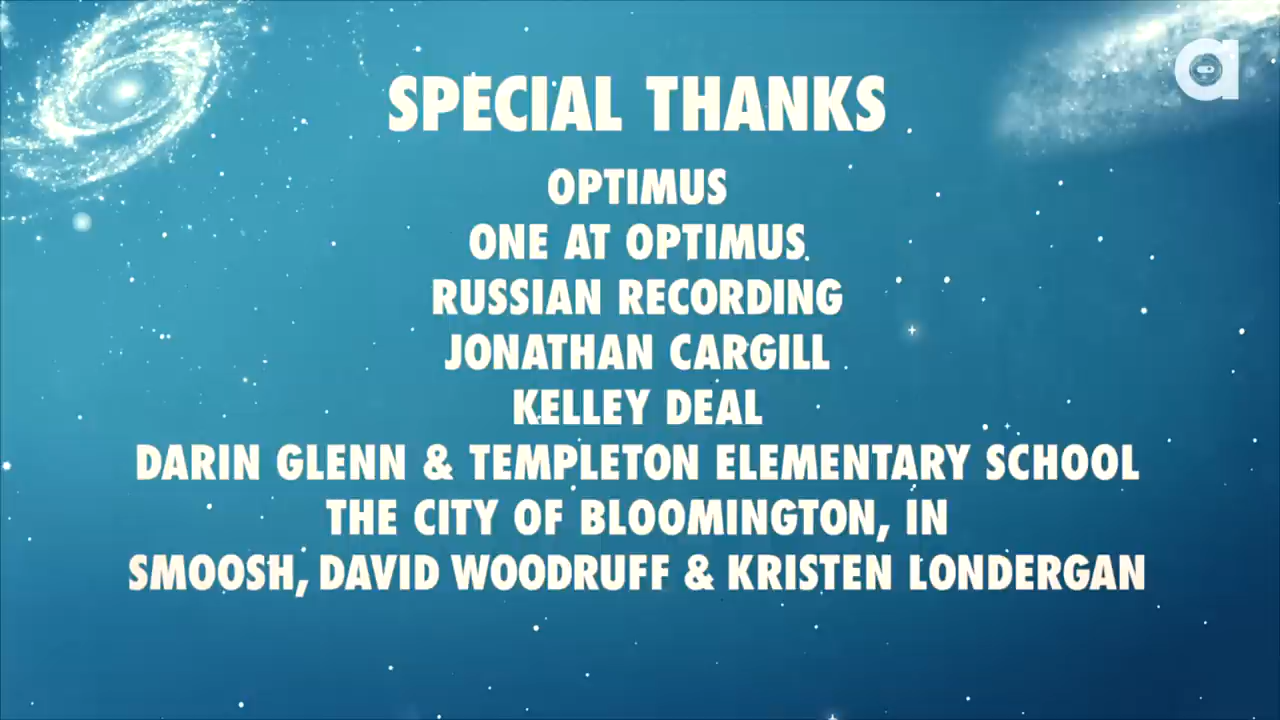 a
SPECIAL THANKS
OPTIMUS
ONE AT OPTIMUS
RUSSIAN RECORDING
JONATHAN CARGILL
KELLEY DEAL
DARIN GLENN & TEMPLETON ELEMENTARY SCHOOL
THE CITY OF BLOOMINGTON, IN
SMOOSH, DAVID WOODRUFF & KRISTEN LONDERGAN